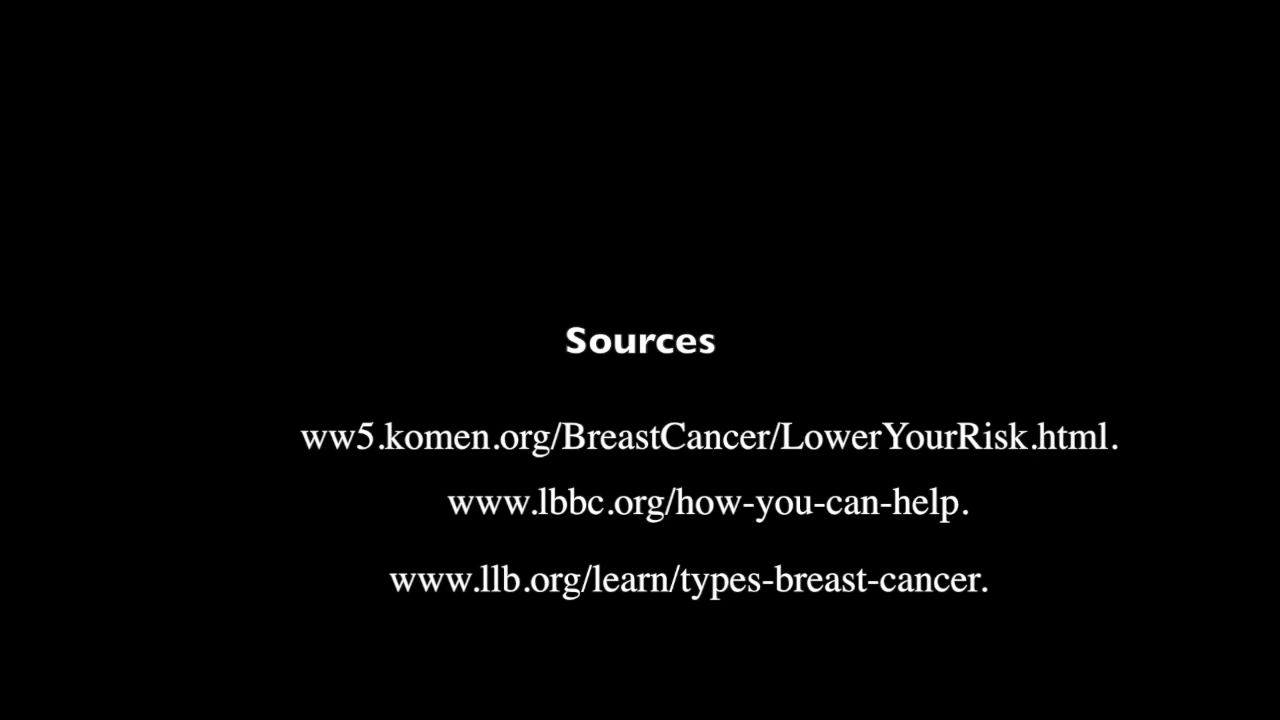 Sources
ww5.komen.org/BreastCancer/LowerYourRisk.html.
www.lbbc.org/how-you-can-help.
www.llb.org/learn/types-breast-cancer.